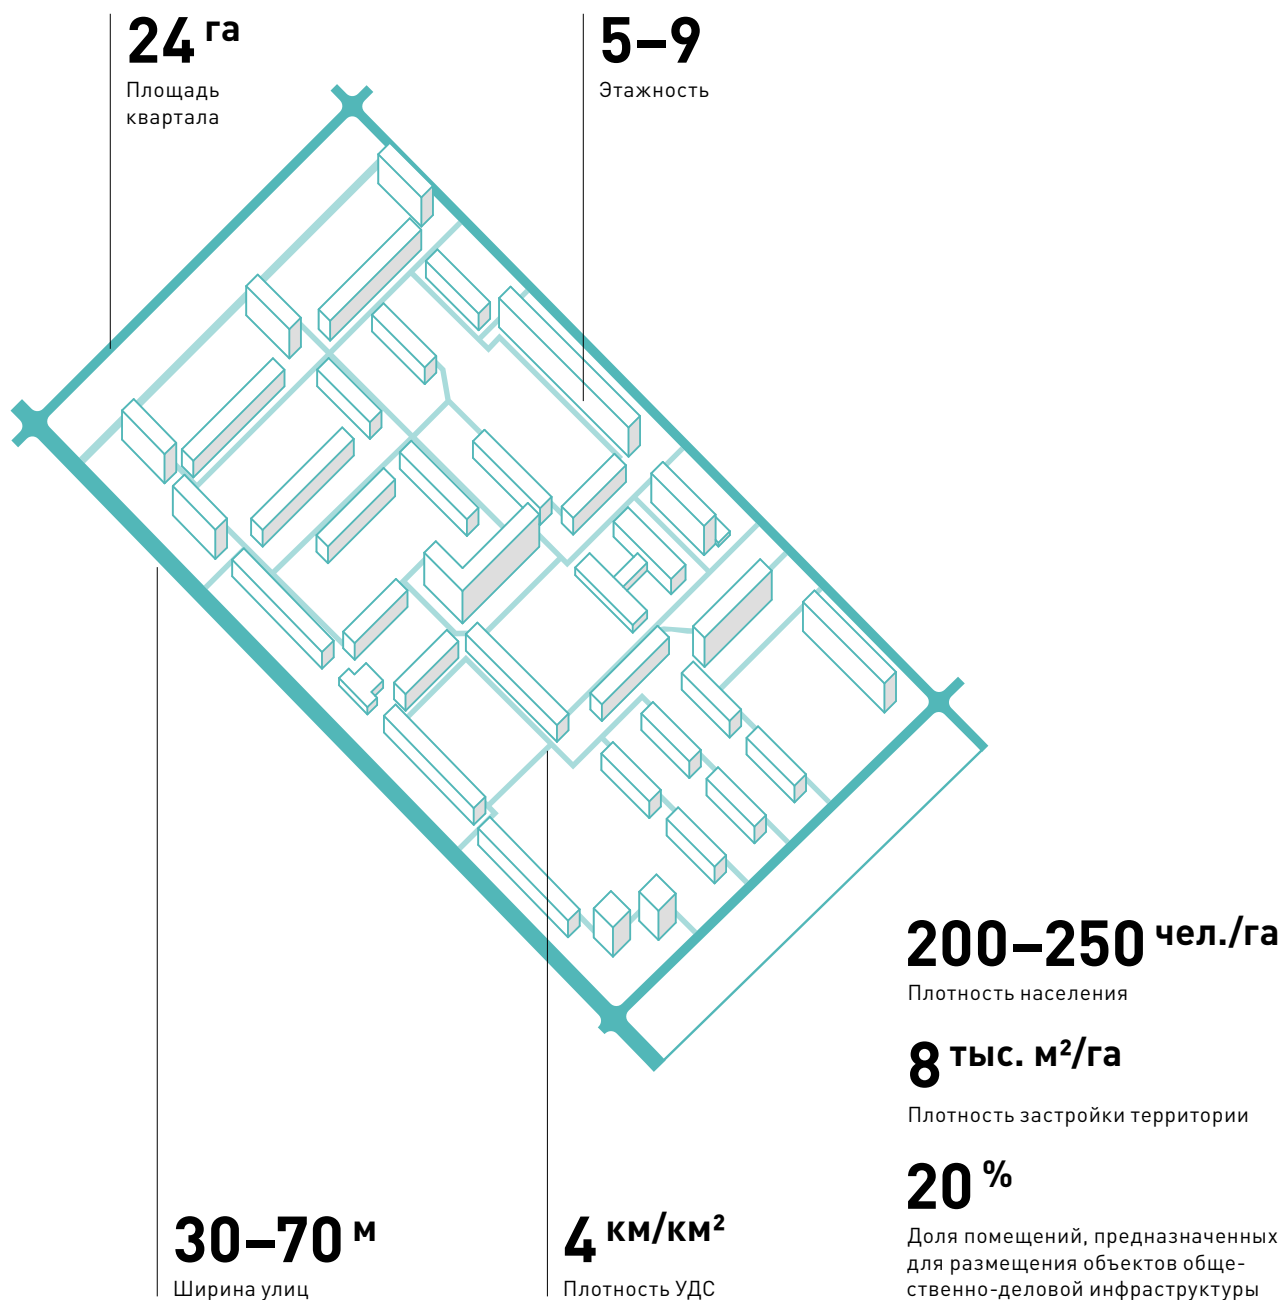 24 га
Площадь
квартала
5–9
Этажность
200–250 чел./га
Плотность населения
8 тыс. м²/га
Плотность застройки территории
20 %
Доля помещений, предназначенных
для размещения объектов обще-
ственно-деловой инфраструктуры
30–70 м
Ширина улиц
4 км/км²
Плотность УДС